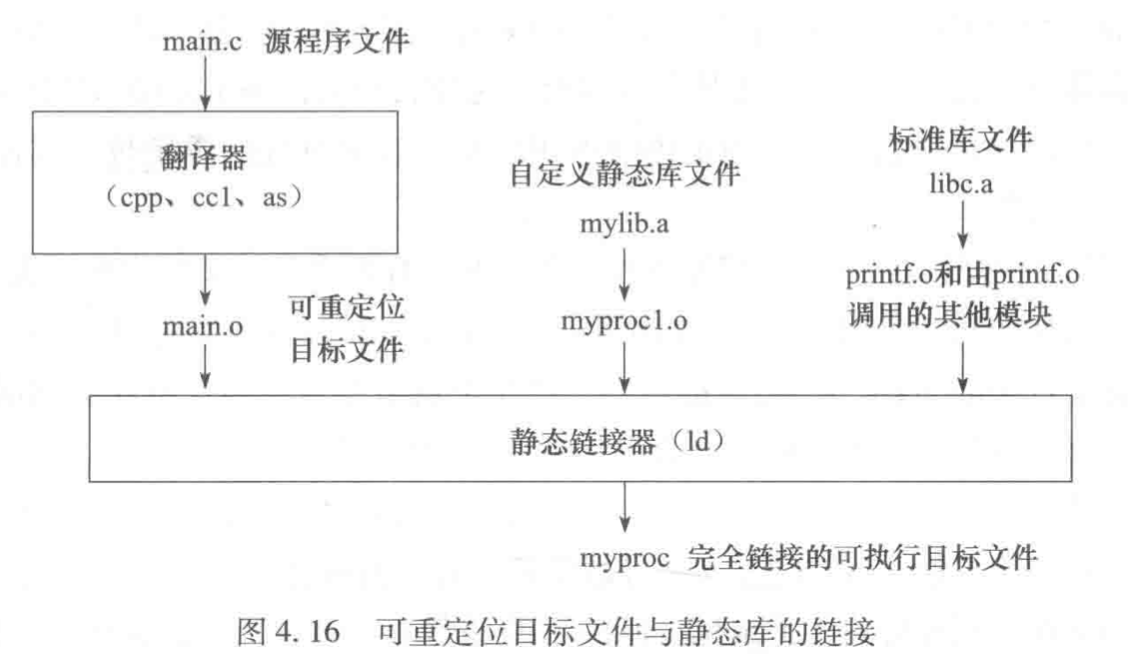 main.c 源程序文件
翻译器
（cpp、cc1、as）
main.o
可重定位
目标文件
自定义静态库文件
mylib.a
myproc1.o
标准库文件
libc.a
printf.o和由printf.o
调用的其他模块
静态链接器（ld）
myproc 完全链接的可执行目标文件
图 4.16 可重定位目标文件与静态库的链接